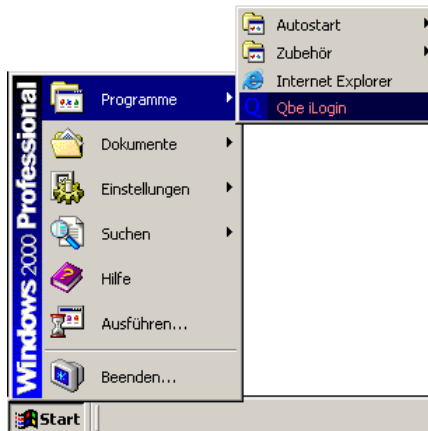 Autostart
Zubehör
Internet Explorer
Qbe iLogin
Programme
Dokumente
Einstellungen
Suchen
Hilfe
Ausführen...
Beenden...
Windows 2000 Professional
Start